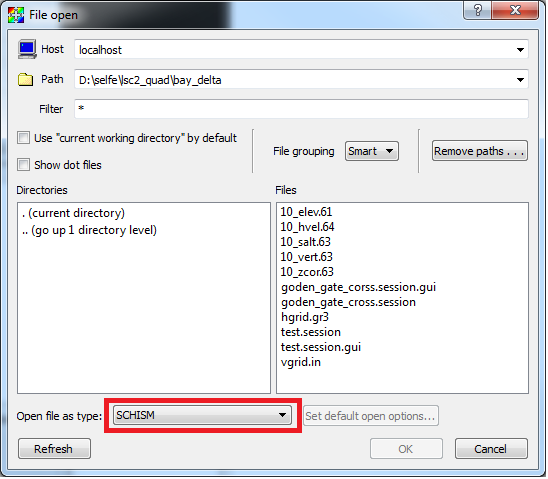 File open
Host localhost
Path D:\selfe\lsc2_quad\bay_delta
Filter *
Use "current working directory" by default
Show dot files
File grouping Smart
Remove paths . . .
Directories
. (current directory)
.. (go up 1 directory level)
Files
10_elev.61
10_hvel.64
10_salt.63
10_vert.63
10_zcor.63
goden_gate_corss.session.gui
goden_gate_cross.session
hgrid.gr3
test.session
test.session.gui
vgrid.in
Open file as type: SCHISM
Set default open options...
Refresh
OK
Cancel